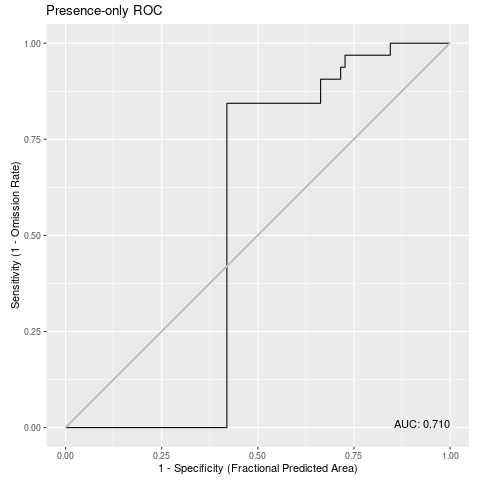 Presence-only ROC
Sensitivity (1 - Omission Rate)
1.00
0.75
0.50
0.25
0.00
AUC: 0.710
0.00 0.25 0.50 0.75 1.00
1 - Specificity (Fractional Predicted Area)